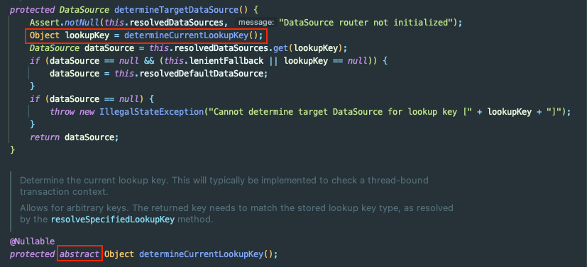 protected DataSource determineTargetDataSource() {
Assert.notNull(this.resolvedDataSources, message: "DataSource router not initialized");
Object lookupKey = determineCurrentLookupKey();
DataSource dataSource = this.resolvedDataSources.get(lookupKey);
if (dataSource == null && (this.lenientFallback || lookupKey == null)) {
dataSource = this.resolvedDefaultDataSource;
}
if (dataSource == null) {
throw new IllegalStateException("Cannot determine target DataSource for lookup key [" + lookupKey + "]");
}
return dataSource;
}
Determine the current lookup key. This will typically be implemented to check a thread-bound
transaction context.
Allows for arbitrary keys. The returned key needs to match the stored lookup key type, as resolved
by the resolveSpecifiedLookupKey method.
@Nullable
protected abstract Object determineCurrentLookupKey();